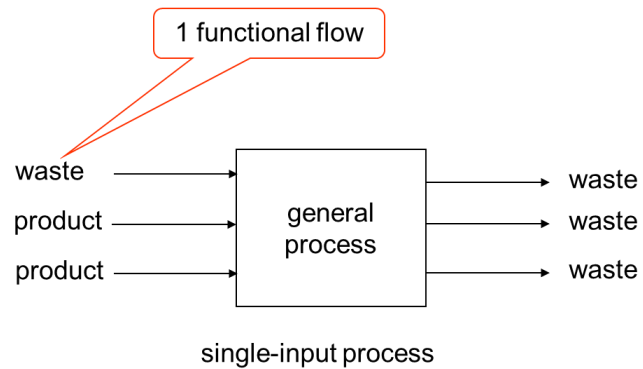 1 functional flow
waste
product
product
general
process
waste
waste
waste
single-input process